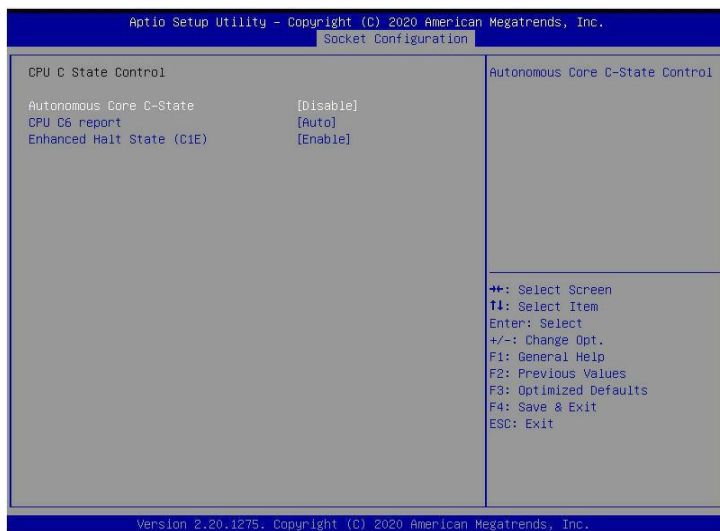 Aptio Setup Utility – Copyright (C) 2020 American Megatrends, Inc.
Socket Configuration
CPU C State Control
Autonomous Core C-State [Disable]
CPU C6 report [Auto]
Enhanced Halt State (C1E) [Enable]
Autonomous Core C-State Control
→←: Select Screen
↑↓: Select Item
Enter: Select
+/-: Change Opt.
F1: General Help
F2: Previous Values
F3: Optimized Defaults
F4: Save & Exit
ESC: Exit
Version 2.20.1275. Copyright (C) 2020 American Megatrends, Inc.